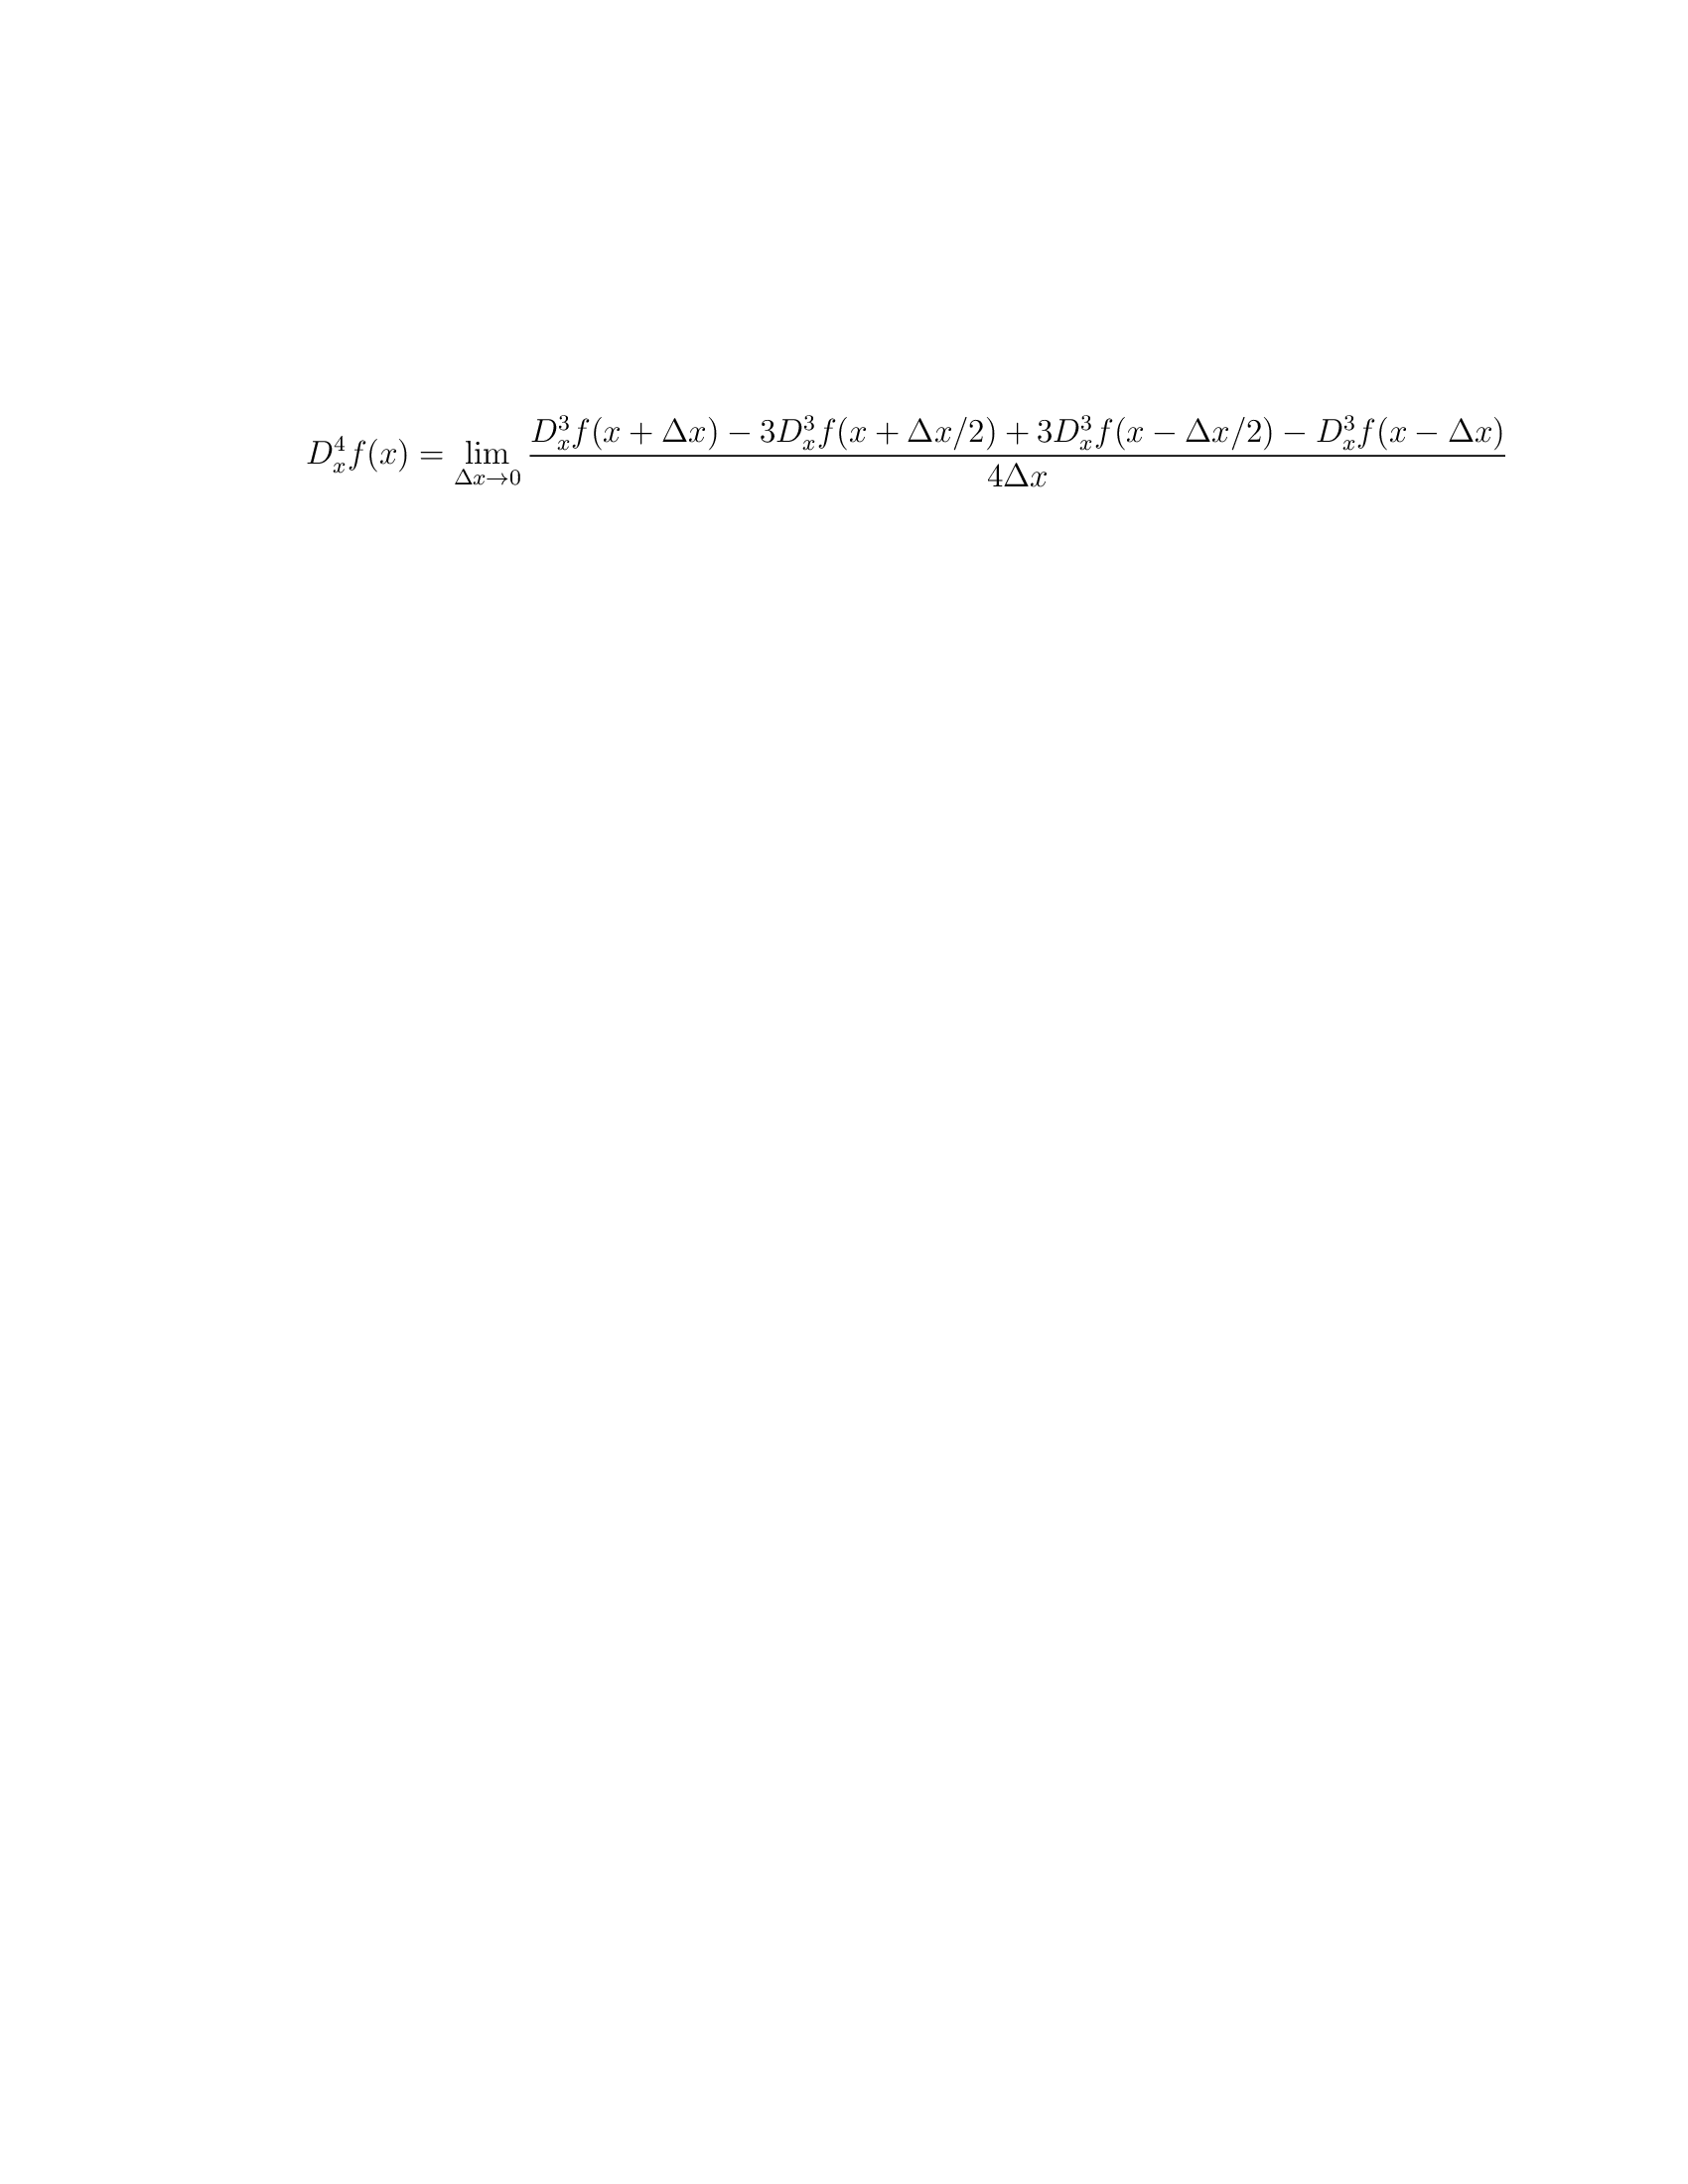 $D_x^4 f(x) = \lim_{\Delta x \to 0} \frac{D_x^3 f(x + \Delta x) - 3D_x^3 f(x + \Delta x/2) + 3D_x^3 f(x - \Delta x/2) - D_x^3 f(x - \Delta x)}{4\Delta x}$